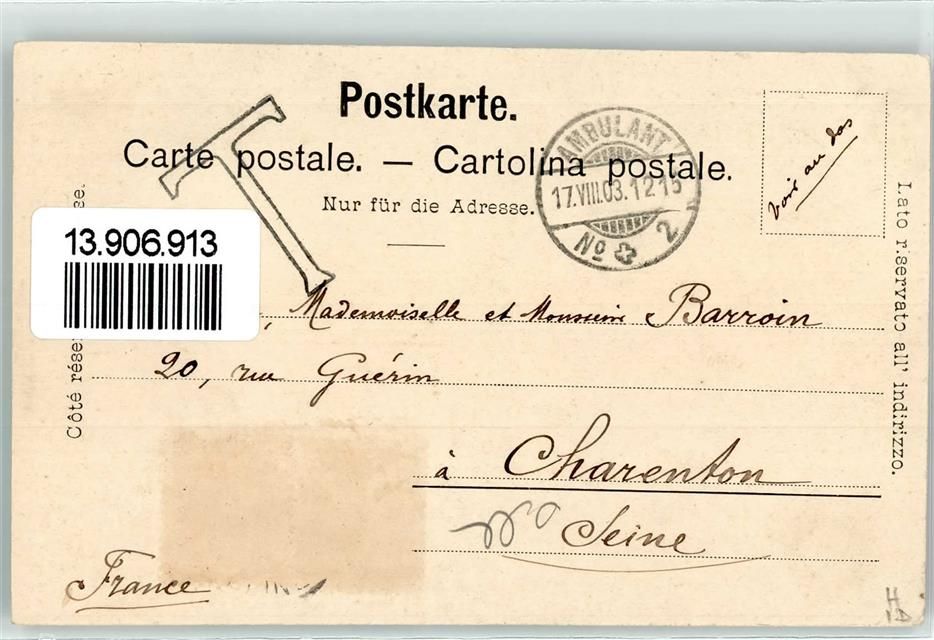 Postkarte.
Carte postale. — Cartolina postale.
Nur für die Adresse.
AMBULANT
17.VIII.03.12 15
No 2
T
voir au dos
13.906.913
Mademoiselle et Monsieur Barroin
20, rue Guérin
à Charenton
Seine
France
Côté rése
se.
Lato riservato all' indirizzo.